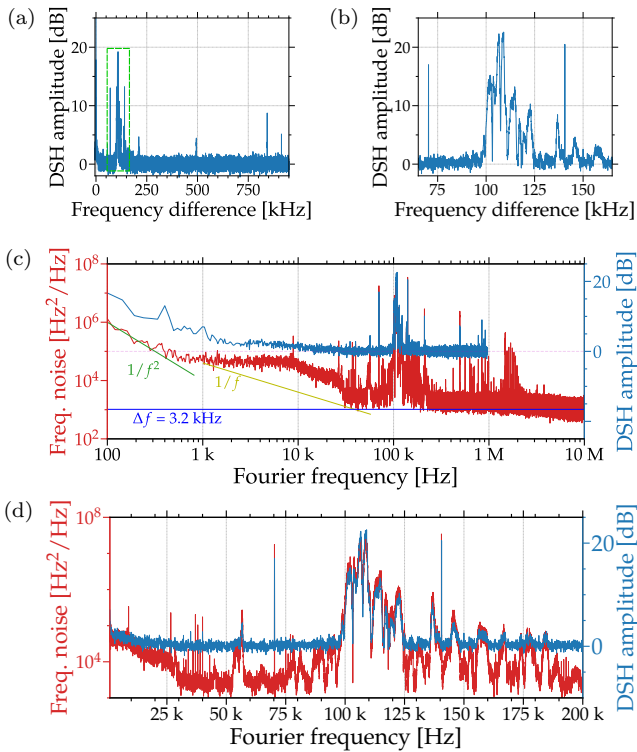 (a)
DSH amplitude [dB]
20
10
0
0 250 500 750
Frequency difference [kHz]
(b)
DSH amplitude [dB]
20
10
0
75 100 125 150
Frequency difference [kHz]
(c)
Freq. noise [Hz²/Hz]
10⁸
10⁶
10⁴
10²
1/f²
1/f
Δf = 3.2 kHz
20
0
DSH amplitude [dB]
100 1 k 10 k 100 k 1 M 10 M
Fourier frequency [Hz]
(d)
Freq. noise [Hz²/Hz]
10⁸
10⁴
20
0
DSH amplitude [dB]
25 k 50 k 75 k 100 k 125 k 150 k 175 k 200 k
Fourier frequency [Hz]